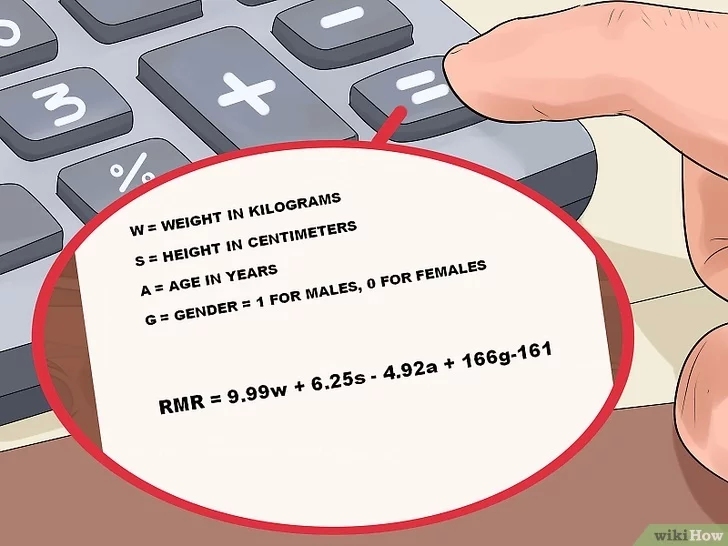 -
3
+
=
%
W = WEIGHT IN KILOGRAMS
S = HEIGHT IN CENTIMETERS
A = AGE IN YEARS
G = GENDER = 1 FOR MALES, 0 FOR FEMALES
RMR = 9.99w + 6.25s - 4.92a + 166g-161
wikiHow